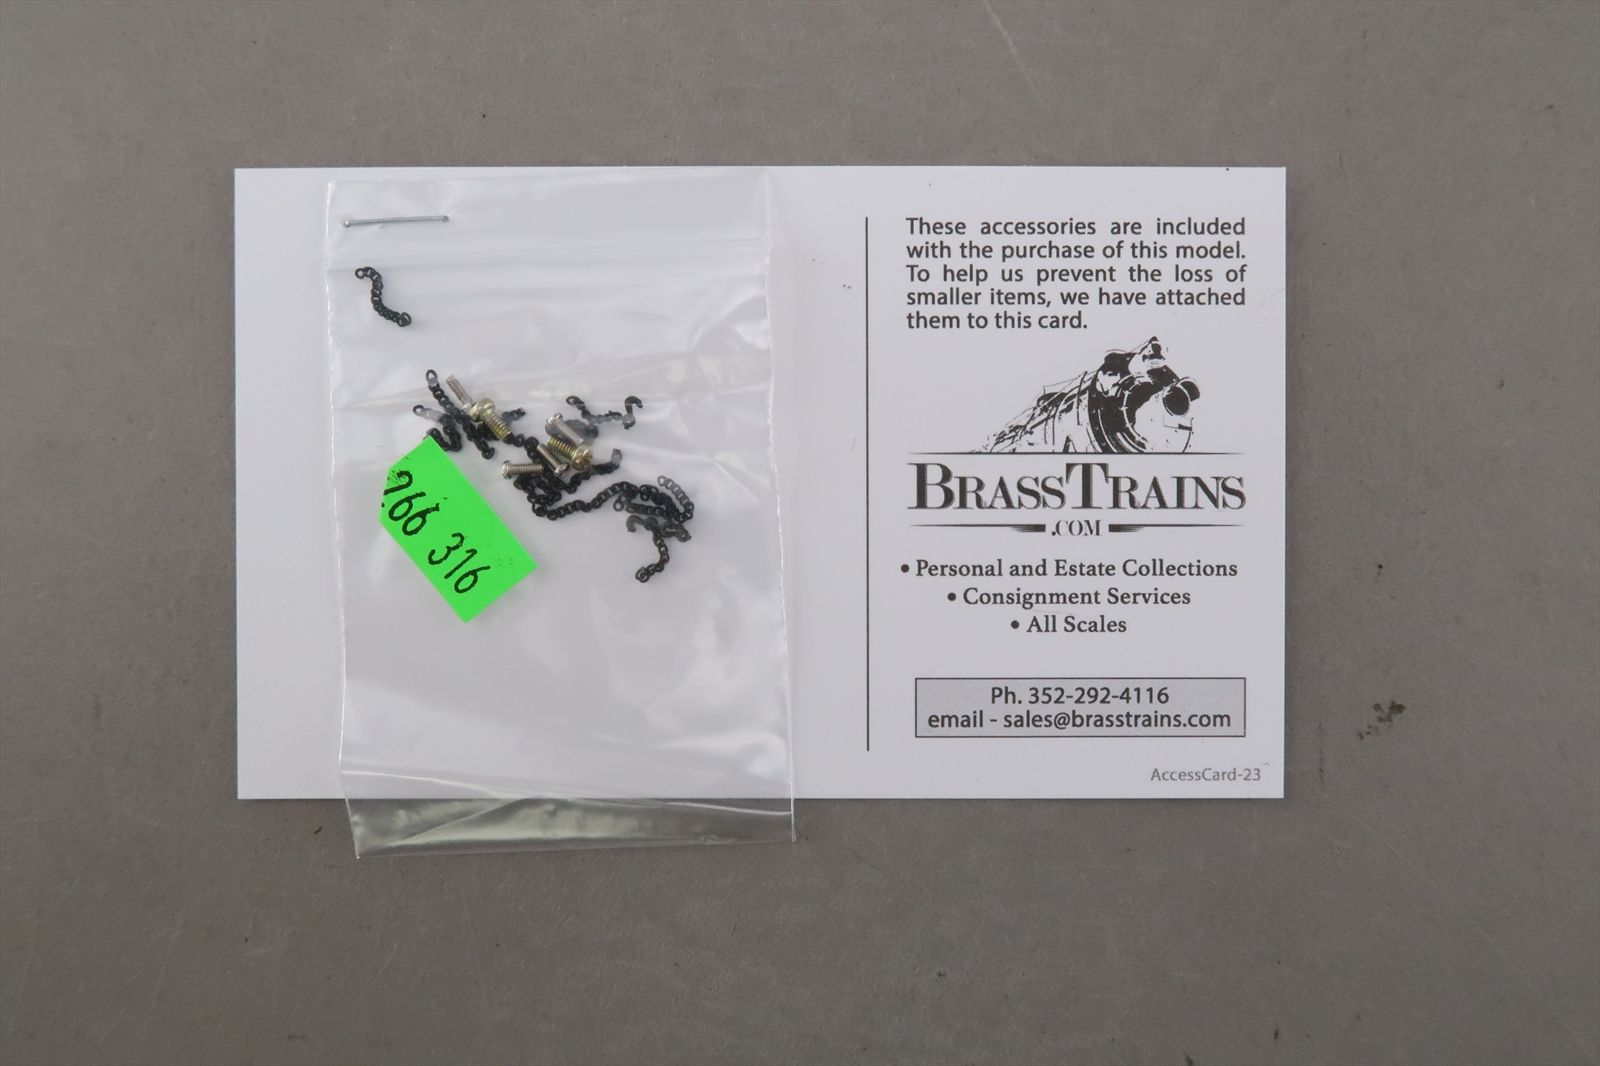 These accessories are included
with the purchase of this model.
To help us prevent the loss of
smaller items, we have attached
them to this card.
BRASSTRAINS
.COM
• Personal and Estate Collections
• Consignment Services
• All Scales
Ph. 352-292-4116
email - sales@brasstrains.com
AccessCard-23
766 316